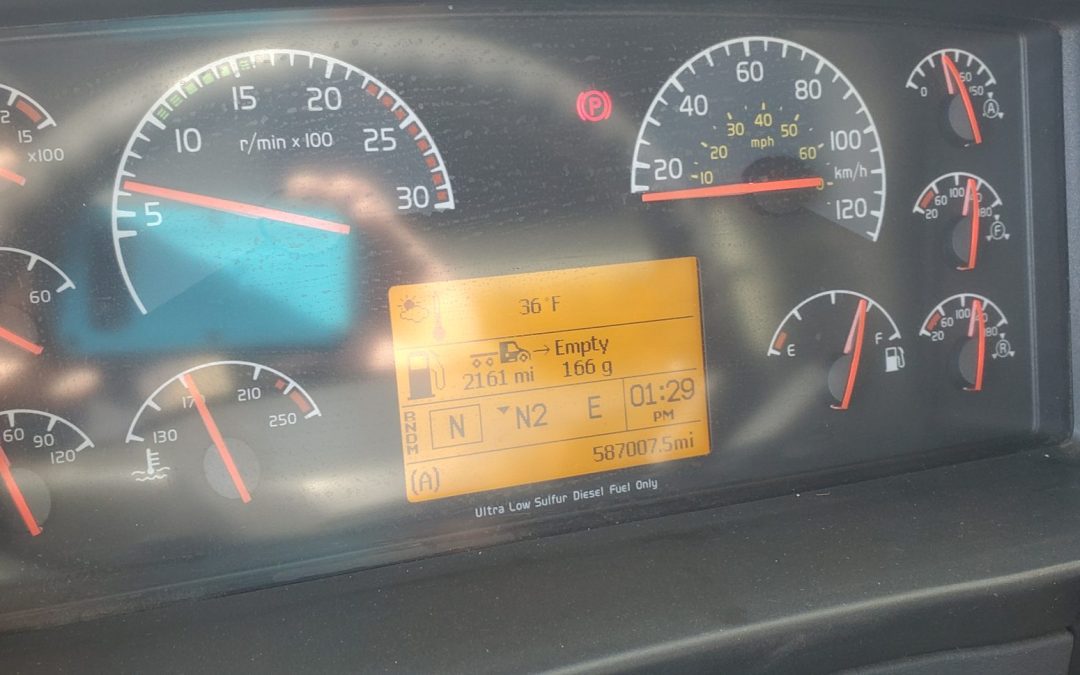 15
x100
60
60
90
120
5
10
15
20
25
30
r/min x 100
130
210
250
P
20
40
60
80
100
120
km/h
10
20
30
40
50
60
mph
0
50
150
A
20
60
100
80
F
20
60
100
80
R
E
F
36°F
→ Empty
2161 mi 166 g
R
N
D
M
N N2 E 01:29
PM
587007.5mi
(A)
Ultra Low Sulfur Diesel Fuel Only